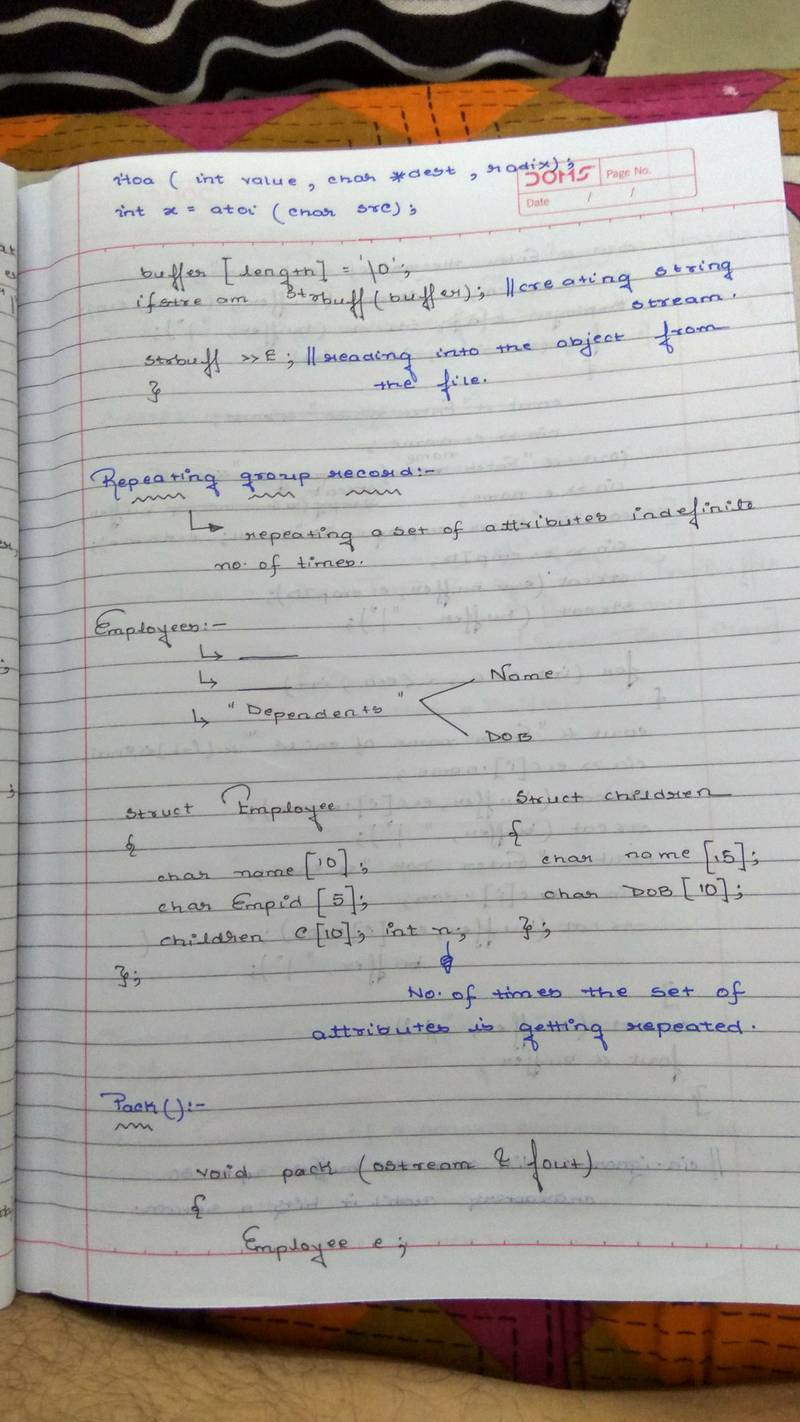 itoa ( int value , char *dest , radix);
DOMS
Page No.
Date / /
int x = atoi ( char src) ;
buffer [length] = '\0';
ifstre am strbuff (buffer); //creating string
stream.
strbuff >> E ; //reading into the object from
} the file.
Repeating group record:-
↳ repeating a set of attributes indefinite
no. of times.
Employees:-
↳ ____
↳ ____
↳ "Dependents"
Name
DOB
struct Employee
{
char name [10] ;
char Empid [5];
children c[10]; int n;
};
struct children
{
char name [15];
char DOB [10];
};
No. of times the set of
attributes is getting repeated.
Pack():-
void pack (ostream & fout)
{
Employee e;